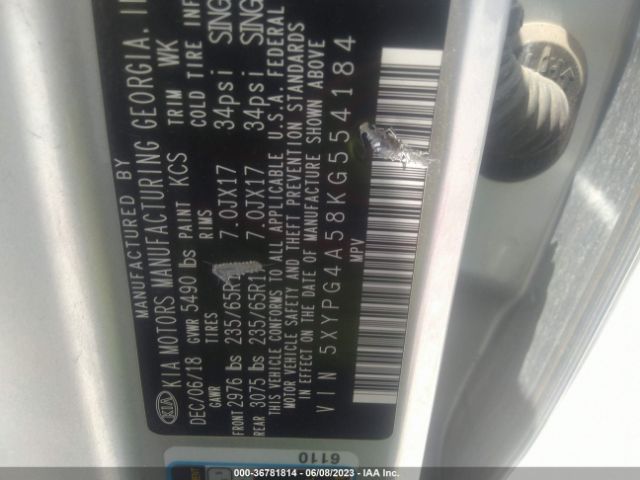 MANUFACTURED BY
KIA KIA MOTORS MANUFACTURING GEORGIA,
DEC/06/18 GVWR 5490 lbs PAINT KCS TRIM WK
GAWR TIRES RIMS COLD TIRE INF
FRONT 2976 lbs 235/65R1 7.0JX17 34psi SING
REAR 3075 lbs 235/65R1 7.0JX17 34psi SING
THIS VEHICLE CONFORMS TO ALL APPLICABLE U.S.A. FEDERAL
MOTOR VEHICLE SAFETY AND THEFT PREVENTION STANDARDS
IN EFFECT ON THE DATE OF MANUFACTURE SHOWN ABOVE
VIN 5XYPG4A58KG554184
MPV
6110
000-36781814 | 06/08/2023 | IAA Inc.